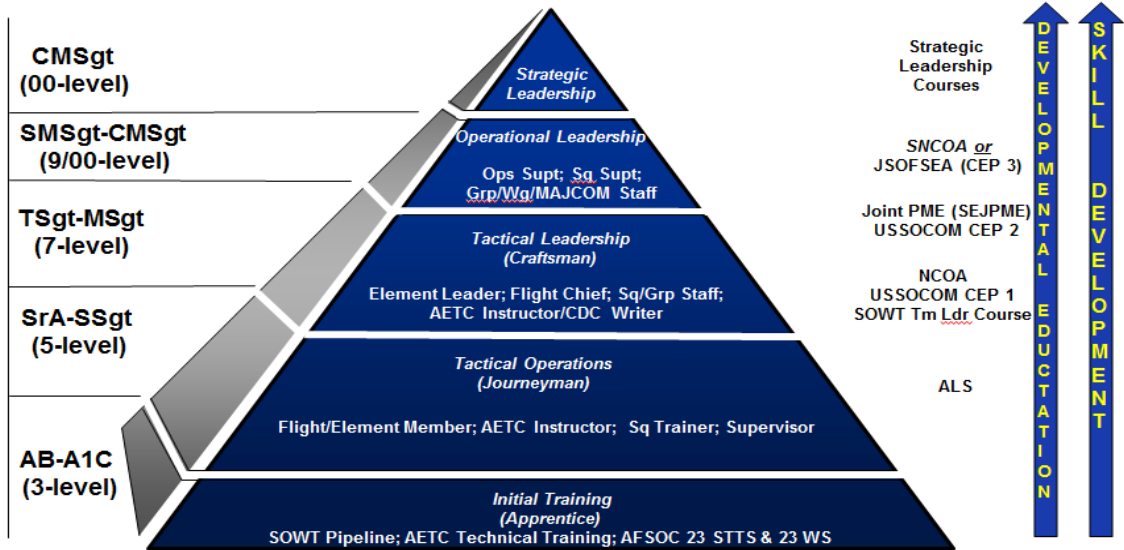 CMSgt
(00-level)
SMSgt-CMSgt
(9/00-level)
TSgt-MSgt
(7-level)
SrA-SSgt
(5-level)
AB-A1C
(3-level)
Strategic
Leadership
Operational Leadership
Ops Supt; Sq Supt;
Grp/Wg/MAJCOM Staff
Tactical Leadership
(Craftsman)
Element Leader; Flight Chief; Sq/Grp Staff;
AETC Instructor/CDC Writer
Tactical Operations
(Journeyman)
Flight/Element Member; AETC Instructor; Sq Trainer; Supervisor
Initial Training
(Apprentice)
SOWT Pipeline; AETC Technical Training; AFSOC 23 STTS & 23 WS
Strategic
Leadership
Courses
SNCOA or
JSOFSEA (CEP 3)
Joint PME (SEJPME)
USSOCOM CEP 2
NCOA
USSOCOM CEP 1
SOWT Tm Ldr Course
ALS
DEVELOPMENTAL EDUCTATION
SKILL DEVELOPMENT